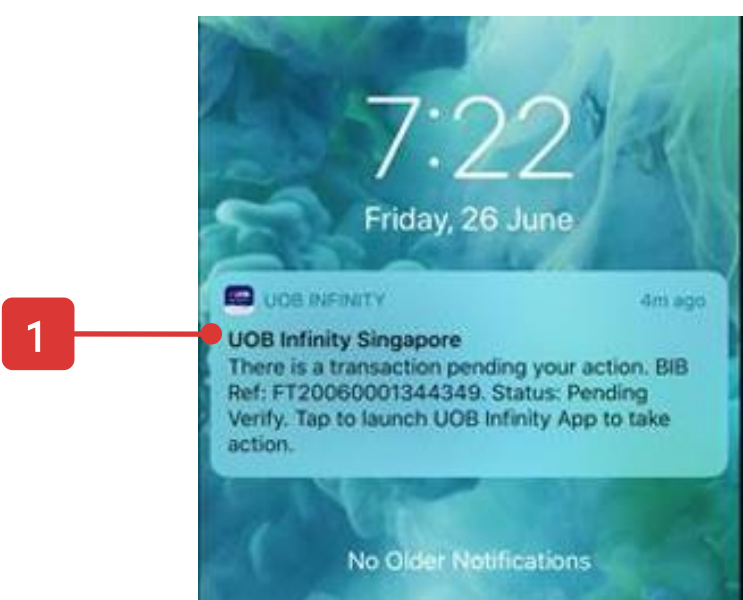 7:22
Friday, 26 June
UOB INFINITY 4m ago
1
UOB Infinity Singapore
There is a transaction pending your action. BIB
Ref: FT20060001344349. Status: Pending
Verify. Tap to launch UOB Infinity App to take
action.
No Older Notifications